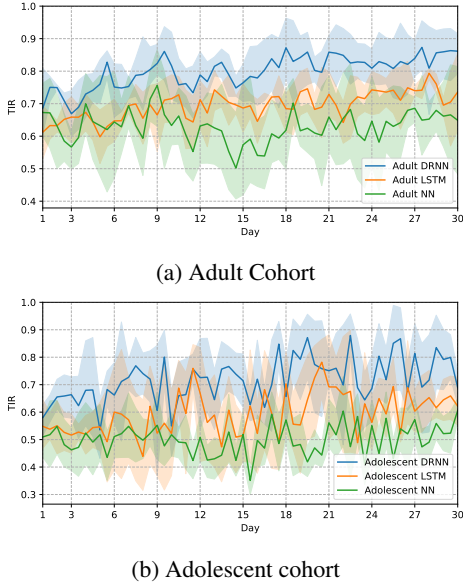 1.0
0.9
0.8
0.7
0.6
0.5
0.4
TIR
1 3 6 9 12 15 18 21 24 27 30
Day
Adult DRNN
Adult LSTM
Adult NN
(a) Adult Cohort
1.0
0.9
0.8
0.7
0.6
0.5
0.4
0.3
TIR
1 3 6 9 12 15 18 21 24 27 30
Day
Adolescent DRNN
Adolescent LSTM
Adolescent NN
(b) Adolescent cohort